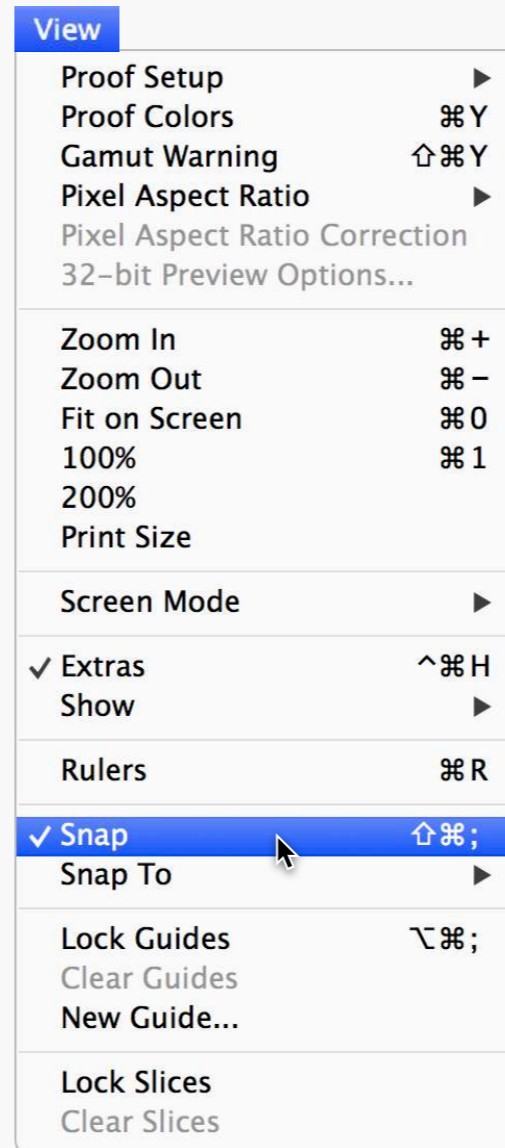 View
Proof Setup ▶
Proof Colors ⌘Y
Gamut Warning ⇧⌘Y
Pixel Aspect Ratio ▶
Pixel Aspect Ratio Correction
32-bit Preview Options...
Zoom In ⌘+
Zoom Out ⌘−
Fit on Screen ⌘0
100% ⌘1
200%
Print Size
Screen Mode ▶
✓ Extras ^⌘H
Show ▶
Rulers ⌘R
✓ Snap ⇧⌘;
Snap To ▶
Lock Guides ⌥⌘;
Clear Guides
New Guide...
Lock Slices
Clear Slices